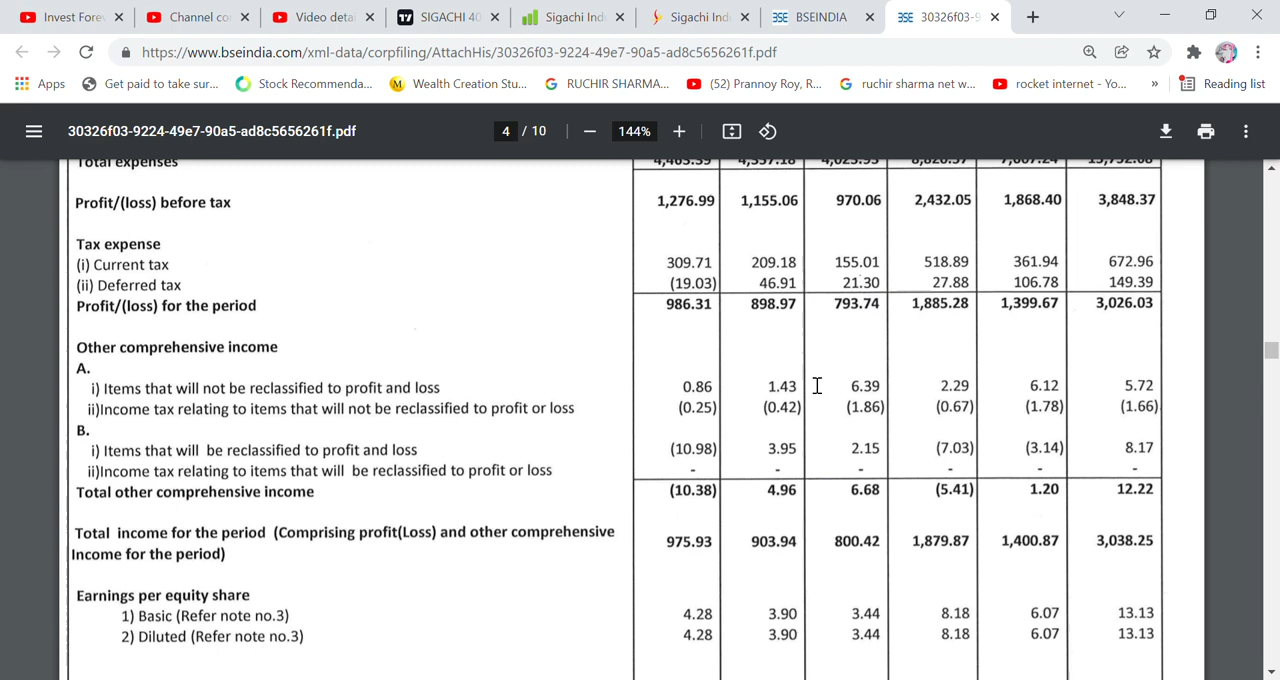 Invest Fore
Channel co
Video detai
SIGACHI 40
Sigachi Ind
Sigachi Ind
BSEINDIA
30326f03-9
https://www.bseindia.com/xml-data/corpfiling/AttachHis/30326f03-9224-49e7-90a5-ad8c5656261f.pdf
Apps
Get paid to take sur...
Stock Recommenda...
Wealth Creation Stu...
RUCHIR SHARMA...
(52) Prannoy Roy, R...
ruchir sharma net w...
rocket internet - Yo...
»
Reading list
30326f03-9224-49e7-90a5-ad8c5656261f.pdf
4 / 10
144%
Total expenses
Profit/(loss) before tax 1,276.99 1,155.06 970.06 2,432.05 1,868.40 3,848.37
Tax expense
(i) Current tax 309.71 209.18 155.01 518.89 361.94 672.96
(ii) Deferred tax (19.03) 46.91 21.30 27.88 106.78 149.39
Profit/(loss) for the period 986.31 898.97 793.74 1,885.28 1,399.67 3,026.03
Other comprehensive income
A.
i) Items that will not be reclassified to profit and loss 0.86 1.43 6.39 2.29 6.12 5.72
ii)Income tax relating to items that will not be reclassified to profit or loss (0.25) (0.42) (1.86) (0.67) (1.78) (1.66)
B.
i) Items that will be reclassified to profit and loss (10.98) 3.95 2.15 (7.03) (3.14) 8.17
ii)Income tax relating to items that will be reclassified to profit or loss - - - - - -
Total other comprehensive income (10.38) 4.96 6.68 (5.41) 1.20 12.22
Total income for the period (Comprising profit(Loss) and other comprehensive
Income for the period) 975.93 903.94 800.42 1,879.87 1,400.87 3,038.25
Earnings per equity share
1) Basic (Refer note no.3) 4.28 3.90 3.44 8.18 6.07 13.13
2) Diluted (Refer note no.3) 4.28 3.90 3.44 8.18 6.07 13.13